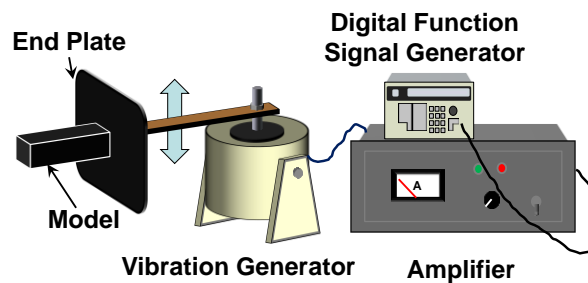 End Plate
Digital Function
Signal Generator
A
Model
Vibration Generator
Amplifier